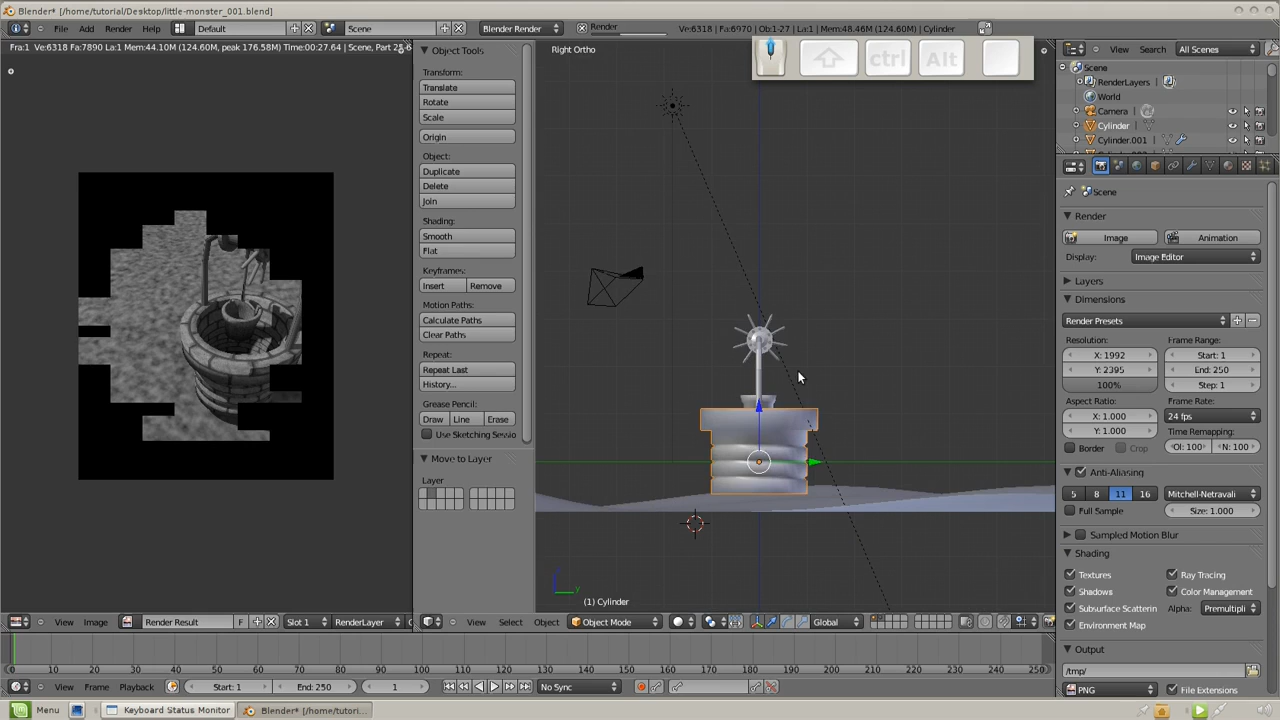 Blender* [/home/tutorial/Desktop/little-monster_001.blend]
File Add Render Help Default Scene Blender Render Render Ve:6318 | Fa:6970 | Ob:1-27 | La:1 | Mem:48.46M (124.60M) | Cylinder View Search All Scenes
Fra:1 Ve:6318 Fa:7890 La:1 Mem:44.10M (124.60M, peak 176.58M) Time:00:27.64 | Scene, Part
Object Tools
Right Ortho
ctrl
Alt
Scene
RenderLayers
World
Camera
Cylinder
Cylinder.001
Transform:
Translate
Rotate
Scale
Origin
Object:
Duplicate
Delete
Join
Shading:
Smooth
Flat
Keyframes:
Insert Remove
Motion Paths:
Calculate Paths
Clear Paths
Repeat:
Repeat Last
History...
Grease Pencil:
Draw Line Erase
Use Sketching Sessio
Move to Layer
Layer
z
y
(1) Cylinder
Scene
Render
Image Animation
Display: Image Editor
Layers
Dimensions
Render Presets
Resolution: Frame Range:
X: 1992 Start: 1
Y: 2395 End: 250
100% Step: 1
Aspect Ratio: Frame Rate:
X: 1.000 24 fps
Y: 1.000 Time Remapping:
Border Crop Ol: 100 N: 100
Anti-Aliasing
5 8 11 16 Mitchell-Netravali
Full Sample Size: 1.000
Sampled Motion Blur
Shading
Textures Ray Tracing
Shadows Color Management
Subsurface Scatterin Alpha: Premultipli
Environment Map
Output
/tmp/
PNG File Extensions
View Image Render Result F Slot 1 RenderLayer
View Select Object Object Mode Global
0 10 20 30 40 50 60 70 80 90 100 110 120 130 140 150 160 170 180 190 200 210 220 230 240 250
View Frame Playback Start: 1 End: 250 1 No Sync
Menu Keyboard Status Monitor Blender* [/home/tutori...